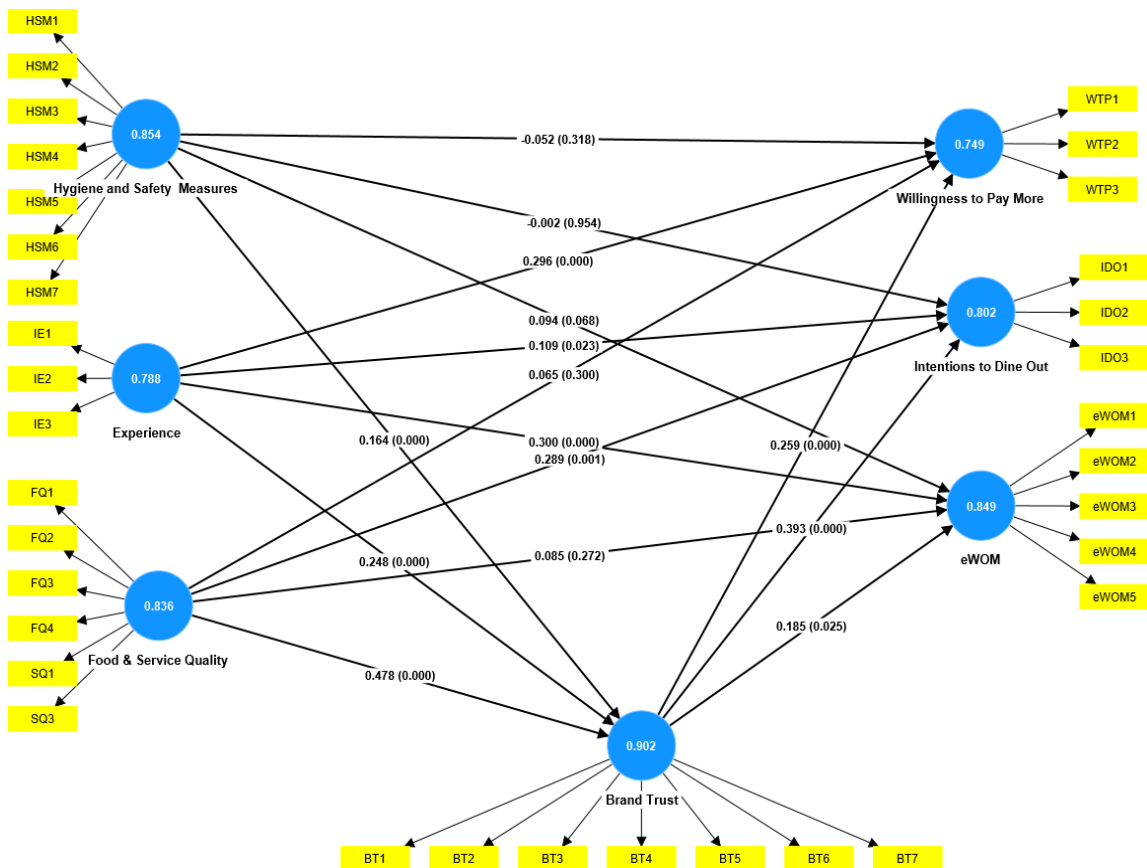 HSM1
HSM2
HSM3
HSM4
HSM5
HSM6
HSM7
0.854
Hygiene and Safety  Measures
IE1
IE2
IE3
0.788
Experience
FQ1
FQ2
FQ3
FQ4
SQ1
SQ3
0.836
Food & Service Quality
-0.052 (0.318)
-0.002 (0.954)
0.296 (0.000)
0.094 (0.068)
0.109 (0.023)
0.065 (0.300)
0.164 (0.000)
0.300 (0.000)
0.289 (0.001)
0.259 (0.000)
0.393 (0.000)
0.248 (0.000)
0.085 (0.272)
0.185 (0.025)
0.478 (0.000)
0.749
Willingness to Pay More
WTP1
WTP2
WTP3
0.802
Intentions to Dine Out
IDO1
IDO2
IDO3
0.849
eWOM
eWOM1
eWOM2
eWOM3
eWOM4
eWOM5
0.902
Brand Trust
BT1
BT2
BT3
BT4
BT5
BT6
BT7